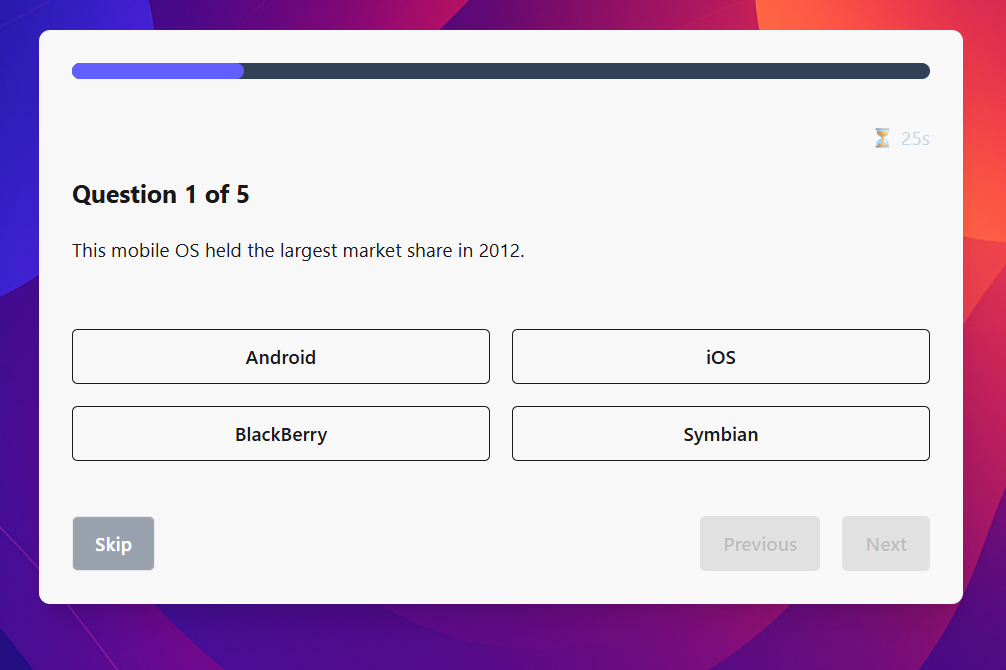 ⏳ 25s
Question 1 of 5
This mobile OS held the largest market share in 2012.
Android
iOS
BlackBerry
Symbian
Skip
Previous
Next